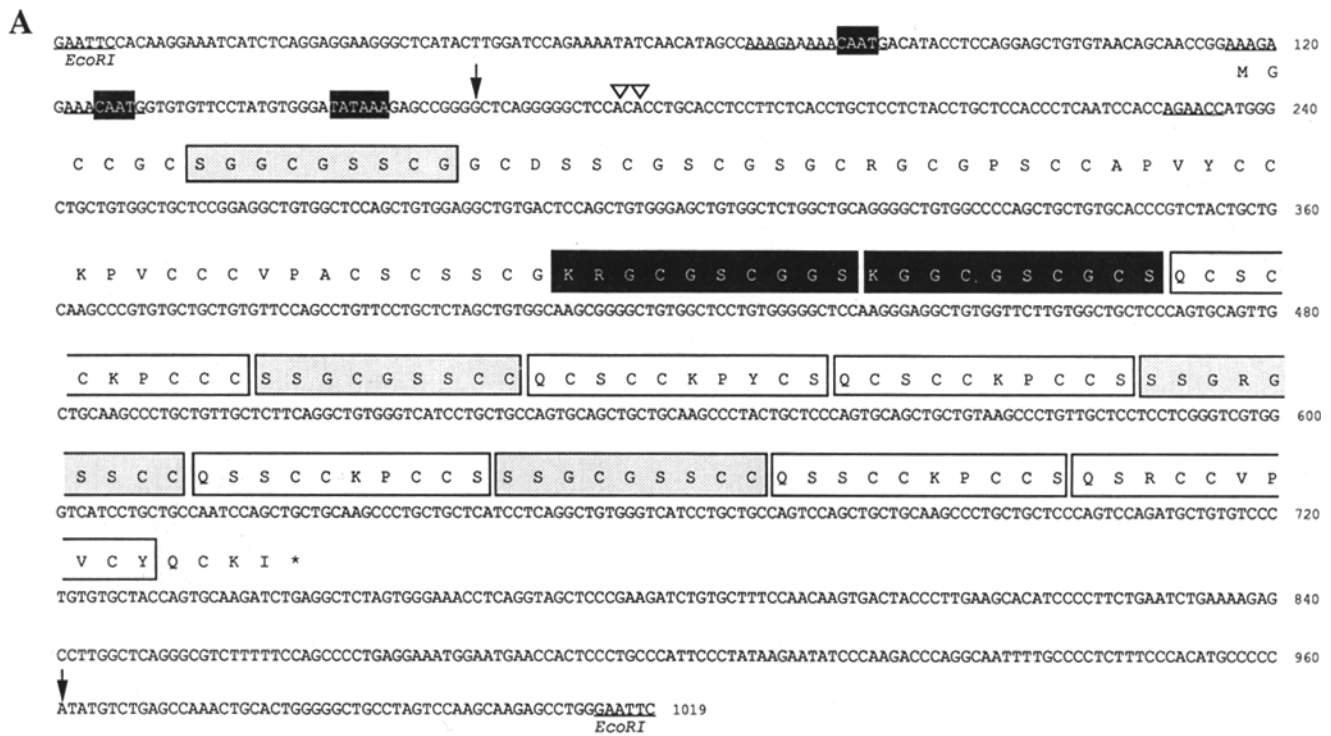 A
GAATTCCACAAGGAAATCATCTCAGGAGGAAGGGCTCATACTTGGATCCAGAAAATATCAACATAGCCAAAGAAAAACAATGACATACCTCCAGGAGCTGTGTAACAGCAACCGGAAAGA 120
EcoRI
M G
GAAACAATGGTGTGTTCCTATGTGGGATATAAAGAGCCGGGGCTCAGGGGGCTCCACACCTGCACCTCCTTCTCACCTGCTCCTCTACCTGCTCCACCCTCAATCCACCAGAACCATGGG 240
C C G C S G G C G S S C G G C D S S C G S C G S G C R G C G P S C C A P V Y C C
CTGCTGTGGCTGCTCCGGAGGCTGTGGCTCCAGCTGTGGAGGCTGTGACTCCAGCTGTGGGAGCTGTGGCTCTGGCTGCAGGGGCTGTGGCCCCAGCTGCTGTGCACCCGTCTACTGCTG 360
K P V C C C V P A C S C S S C G K R G C G S C G G S K G G C G S C G C S Q C S C
CAAGCCCGTGTGCTGCTGTGTTCCAGCCTGTTCCTGCTCTAGCTGTGGCAAGCGGGGCTGTGGCTCCTGTGGGGGCTCCAAGGGAGGCTGTGGTTCTTGTGGCTGCTCCCAGTGCAGTTG 480
C K P C C C S S G C G S S C C Q C S C C K P Y C S Q C S C C K P C C S S S G R G
CTGCAAGCCCTGCTGTTGCTCTTCAGGCTGTGGGTCATCCTGCTGCCAGTGCAGCTGCTGCAAGCCCTACTGCTCCCAGTGCAGCTGCTGTAAGCCCTGTTGCTCCTCCTCGGGTCGTGG 600
S S C C Q S S C C K P C C S S S G C G S S C C Q S S C C K P C C S Q S R C C V P
GTCATCCTGCTGCCAATCCAGCTGCTGCAAGCCCTGCTGCTCATCCTCAGGCTGTGGGTCATCCTGCTGCCAGTCCAGCTGCTGCAAGCCCTGCTGCTCCCAGTCCAGATGCTGTGTCCC 720
V C Y Q C K I *
TGTGTGCTACCAGTGCAAGATCTGAGGCTCTAGTGGGAAACCTCAGGTAGCTCCCGAAGATCTGTGCTTTCCAACAAGTGACTACCCTTGAAGCACATCCCCTTCTGAATCTGAAAAGAG 840
CCTTGGCTCAGGGCGTCTTTTTCCAGCCCCTGAGGAAATGGAATGAACCACTCCCTGCCCATTCCCTATAAGAATATCCCAAGACCCAGGCAATTTTGCCCCTCTTTCCCACATGCCCCC 960
ATATGTCTGAGCCAAACTGCACTGGGGGCTGCCTAGTCCAAGCAAGAGCCTGGGAATTC 1019
EcoRI